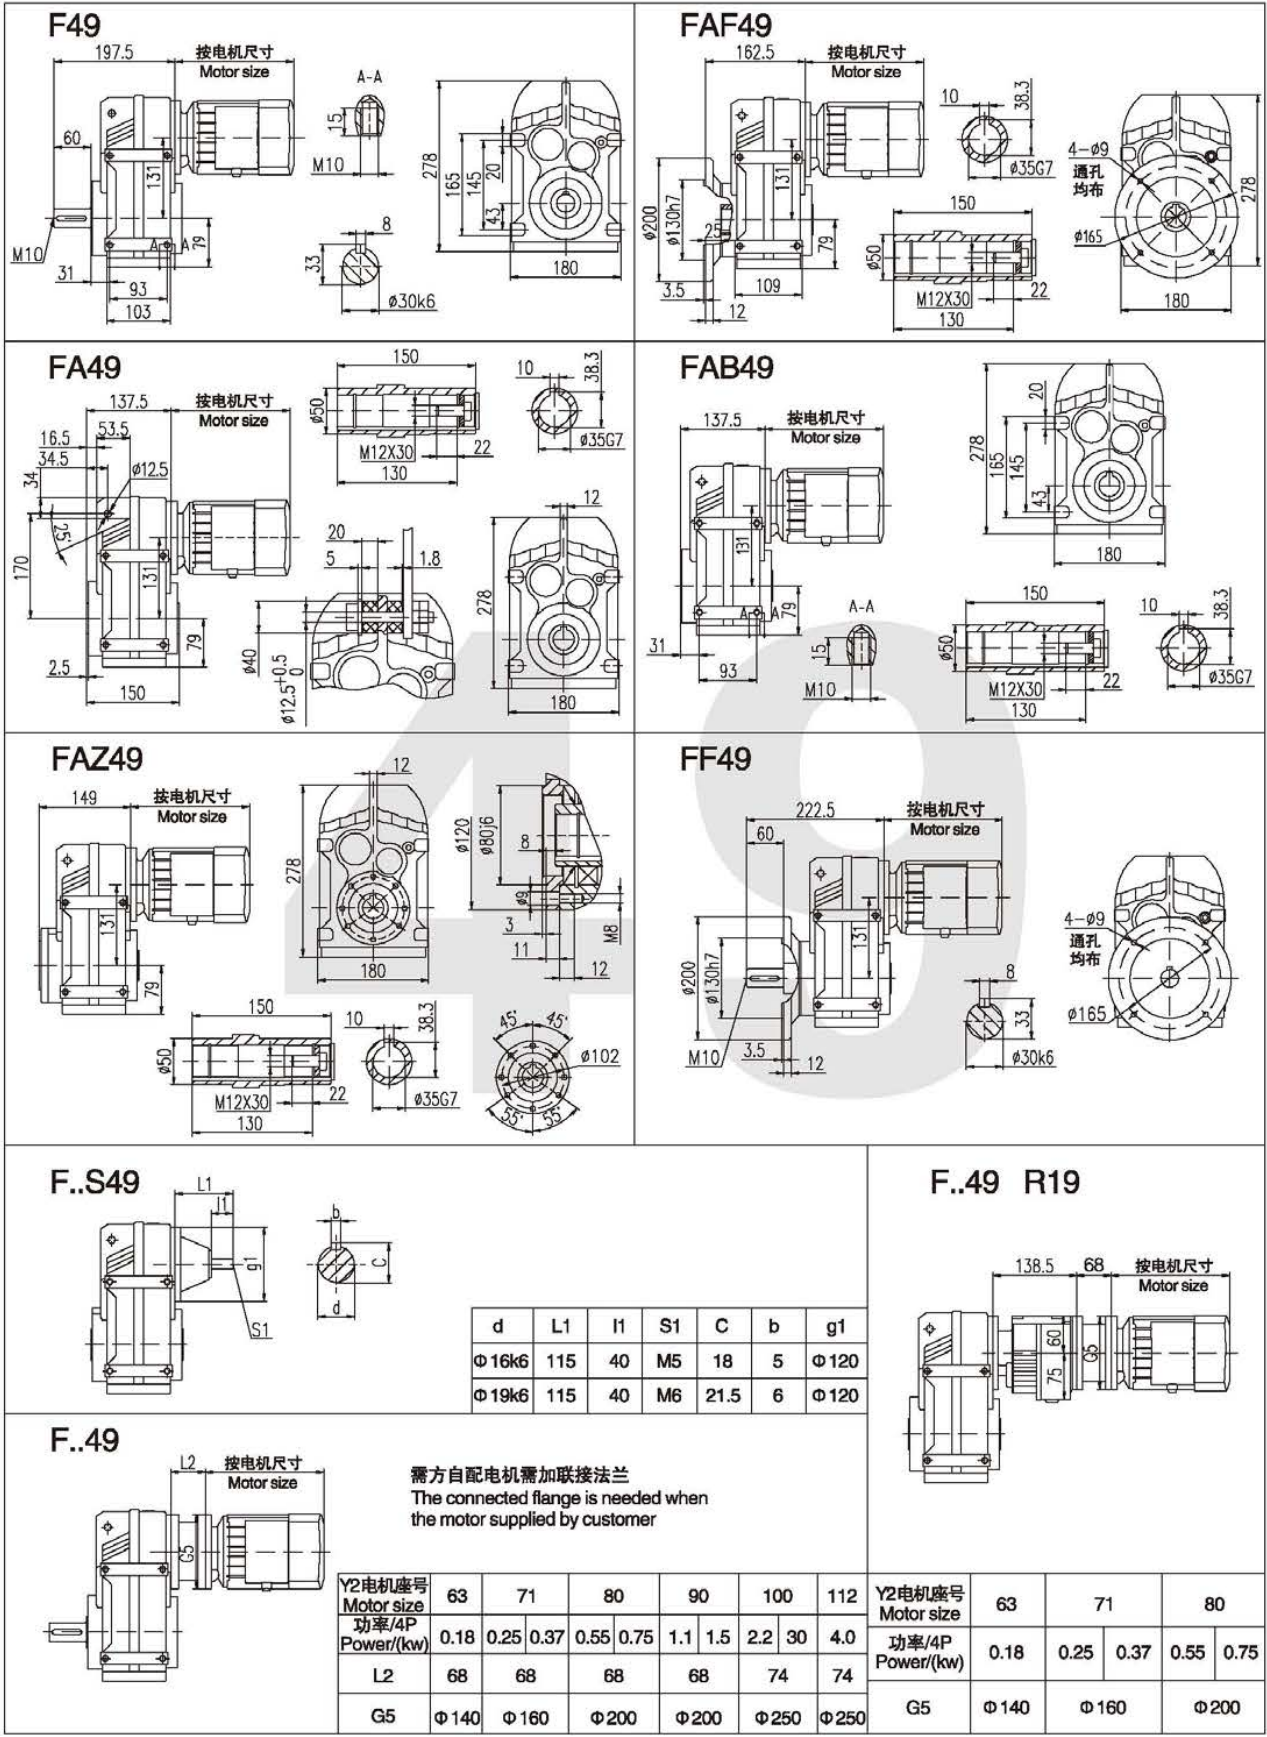 F49
197.5
按电机尺寸
Motor size
A-A
60
15
M10
131
278
165
145
20
43
180
M10
A A
79
31
93
103
8
33
ø30k6
FAF49
162.5
按电机尺寸
Motor size
10
38.3
ø35G7
4-ø9
通孔
均布
278
ø200
ø130h7
131
25
79
150
ø50
ø165
3.5
109
12
M12X30
22
130
180
FA49
137.5
按电机尺寸
Motor size
16.5
53.5
34.5
34
ø12.5
25°
170
131
79
2.5
150
150
ø50
M12X30
22
130
10
38.3
ø35G7
20
5
1.8
ø40
ø12.5+0.5
0
12
278
180
FAB49
137.5
按电机尺寸
Motor size
131
A A
79
31
93
A-A
15
M10
20
278
165
145
43
180
150
ø50
M12X30
22
130
10
38.3
ø35G7
49
FAZ49
149
按电机尺寸
Motor size
131
79
12
278
180
ø120
ø80j6
8
ø9
3
11
12
M8
150
ø50
M12X30
22
130
10
38.3
ø35G7
45° 45°
ø102
55° 55°
FF49
222.5
按电机尺寸
Motor size
60
ø200
ø130h7
131
M10
3.5
12
8
33
ø30k6
4-ø9
通孔
均布
ø165
F..S49
L1
l1
g1
S1
b
C
d
d L1 l1 S1 C b g1
Φ16k6 115 40 M5 18 5 Φ120
Φ19k6 115 40 M6 21.5 6 Φ120
F..49 R19
138.5
68
按电机尺寸
Motor size
60
75
G5
F..49
L2
按电机尺寸
Motor size
G5
需方自配电机需加联接法兰
The connected flange is needed when
the motor supplied by customer
Y2电机座号
Motor size
63 71 80 90 100 112
功率/4P
Power/(kw)
0.18 0.25 0.37 0.55 0.75 1.1 1.5 2.2 30 4.0
L2 68 68 68 68 74 74
G5 Φ140 Φ160 Φ200 Φ200 Φ250 Φ250
Y2电机座号
Motor size
63 71 80
功率/4P
Power/(kw)
0.18 0.25 0.37 0.55 0.75
G5 Φ140 Φ160 Φ200